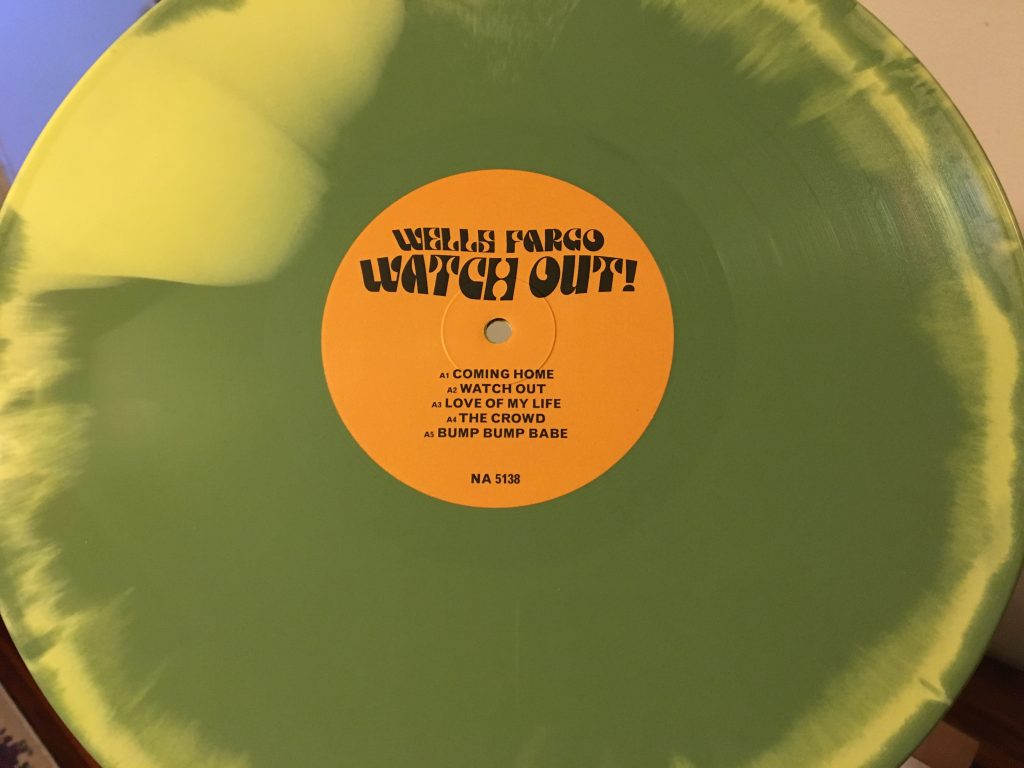 WELLS FARGO
WATCH OUT!
A1 COMING HOME
A2 WATCH OUT
A3 LOVE OF MY LIFE
A4 THE CROWD
A5 BUMP BUMP BABE
NA 5138